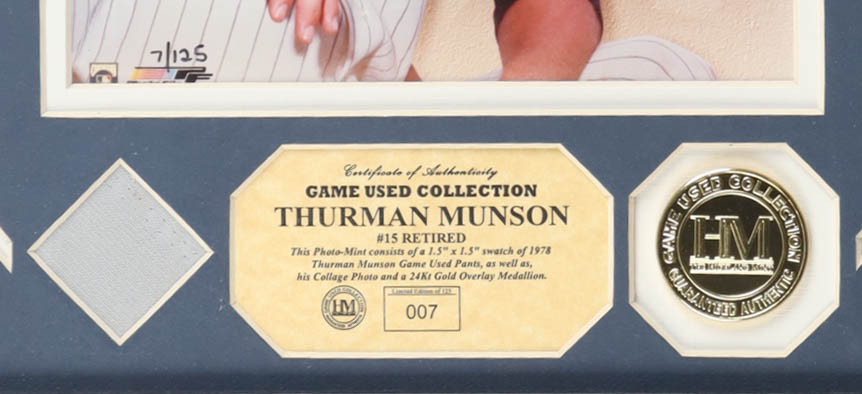 7/125
Certificate of Authenticity
GAME USED COLLECTION
THURMAN MUNSON
#15 RETIRED
This Photo-Mint consists of a 1.5" x 1.5" swatch of 1978
Thurman Munson Game Used Pants, as well as,
his Collage Photo and a 24Kt Gold Overlay Medallion.
HM
Limited Edition of 125
007
GAME USED COLLECTION
HM
GUARANTEED AUTHENTIC